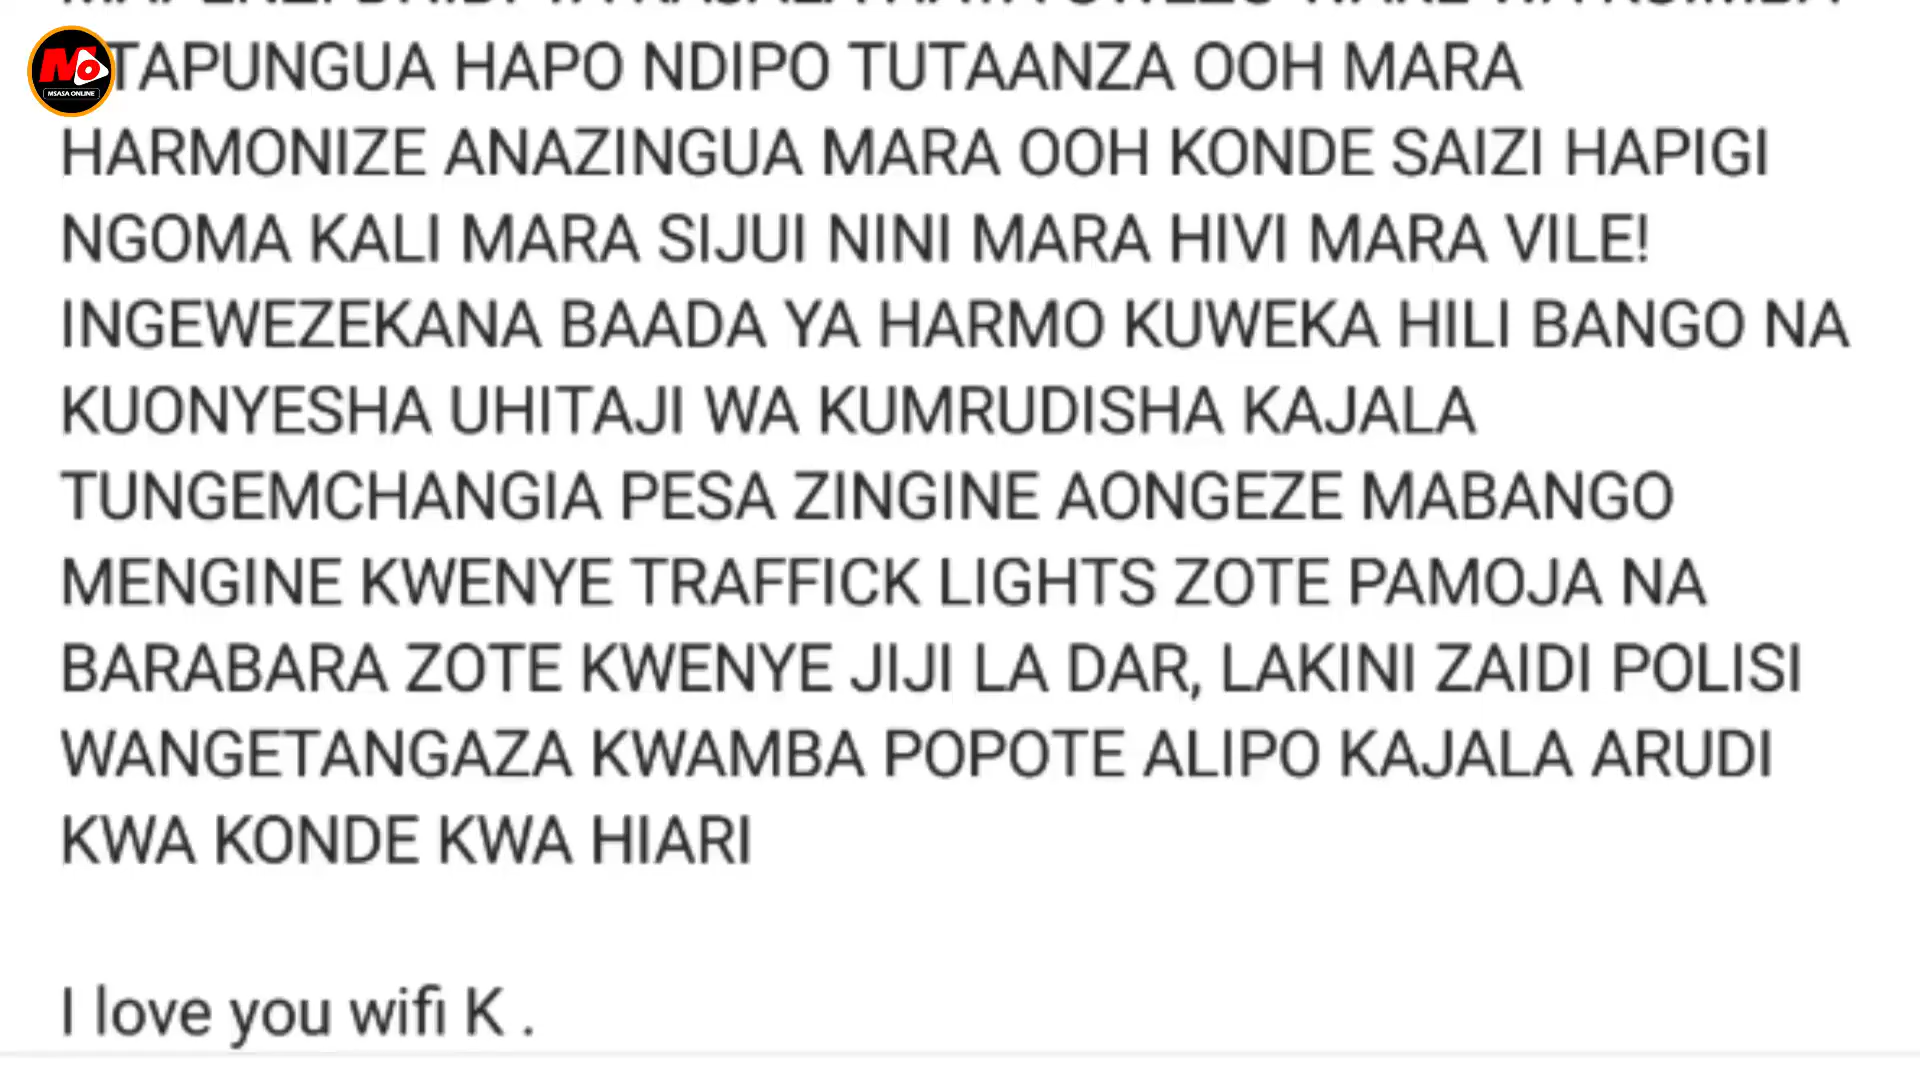 TAPUNGUA HAPO NDIPO TUTAANZA OOH MARA
HARMONIZE ANAZINGUA MARA OOH KONDE SAIZI HAPIGI
NGOMA KALI MARA SIJUI NINI MARA HIVI MARA VILE!
INGEWEZEKANA BAADA YA HARMO KUWEKA HILI BANGO NA
KUONYESHA UHITAJI WA KUMRUDISHA KAJALA
TUNGEMCHANGIA PESA ZINGINE AONGEZE MABANGO
MENGINE KWENYE TRAFFICK LIGHTS ZOTE PAMOJA NA
BARABARA ZOTE KWENYE JIJI LA DAR, LAKINI ZAIDI POLISI
WANGETANGAZA KWAMBA POPOTE ALIPO KAJALA ARUDI
KWA KONDE KWA HIARI
I love you wifi K .
Mo
MSASA ONLINE